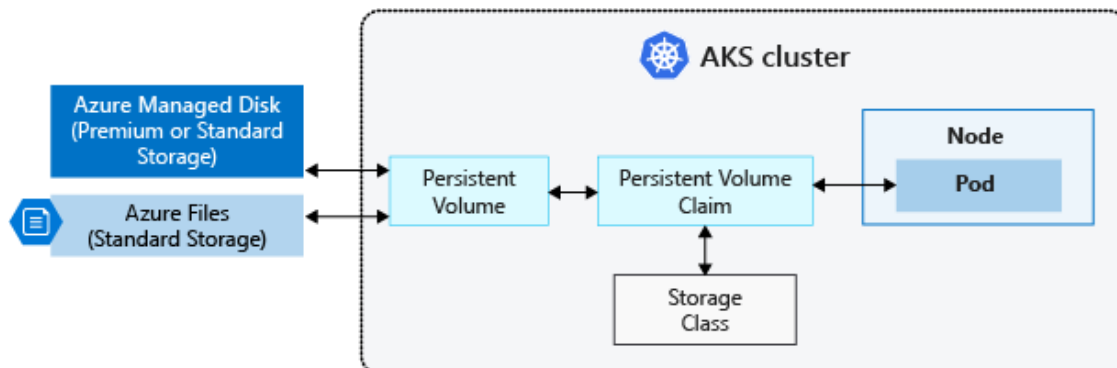 AKS cluster
Azure Managed Disk
(Premium or Standard
Storage)
Azure Files
(Standard Storage)
Persistent
Volume
Persistent Volume
Claim
Storage
Class
Node
Pod